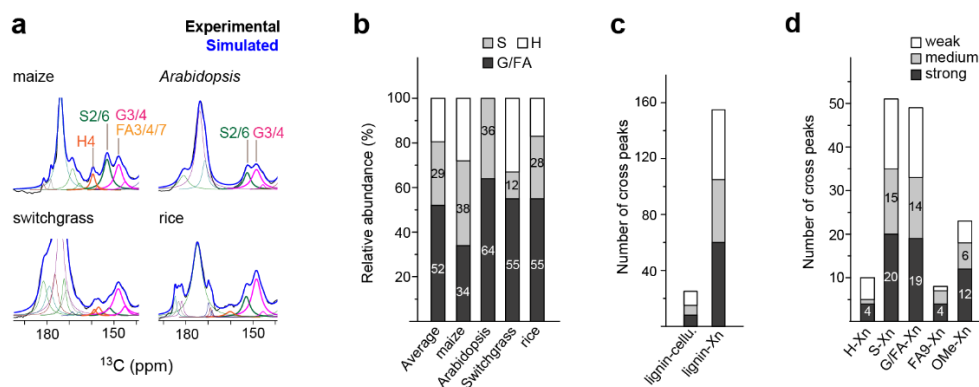 a
Experimental
Simulated
maize
Arabidopsis
H4
S2/6
G3/4
FA3/4/7
S2/6 G3/4
switchgrass
rice
180 150 180 150
13C (ppm)
b
S H
G/FA
Relative abundance (%)
100
80
60
40
20
29
52
38
34
36
64
12
55
28
55
Average
maize
Arabidopsis
Switchgrass
rice
c
Number of cross peaks
160
120
80
40
lignin-cellu.
lignin-Xn
d
weak
medium
strong
Number of cross peaks
50
40
30
20
10
0
4
15
20
14
19
4
6
12
H-Xn
S-Xn
G/FA-Xn
FA9-Xn
OMe-Xn